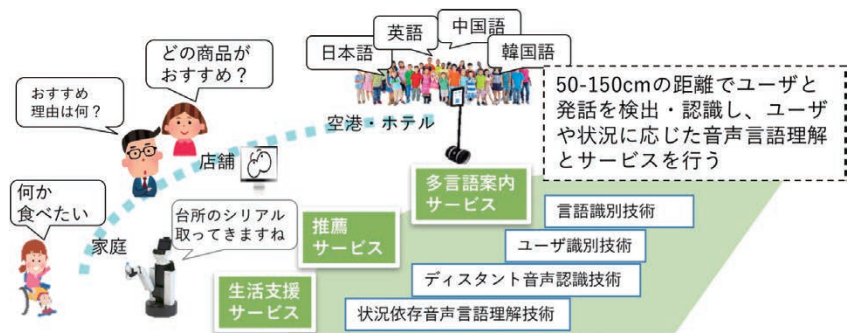 日本語
英語
中国語
韓国語
どの商品が
おすすめ?
おすすめ
理由は何?
空港・ホテル
店舗
何か
食べたい
家庭
台所のシリアル
取ってきますね
50-150cmの距離でユーザと
発話を検出・認識し、ユーザ
や状況に応じた音声言語理解
とサービスを行う
多言語案内
サービス
推薦
サービス
生活支援
サービス
言語識別技術
ユーザ識別技術
ディスタント音声認識技術
状況依存音声言語理解技術